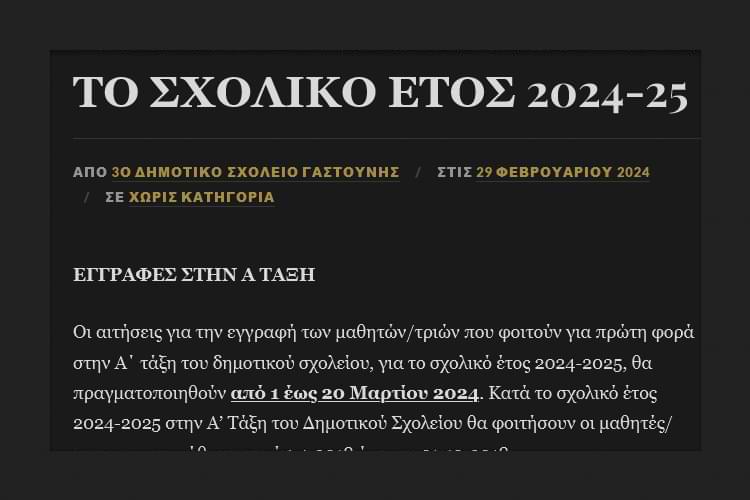 ΤΟ ΣΧΟΛΙΚΟ ΕΤΟΣ 2024-25
ΑΠΟ 3Ο ΔΗΜΟΤΙΚΟ ΣΧΟΛΕΙΟ ΓΑΣΤΟΥΝΗΣ / ΣΤΙΣ 29 ΦΕΒΡΟΥΑΡΙΟΥ 2024
/ ΣΕ ΧΩΡΙΣ ΚΑΤΗΓΟΡΙΑ
ΕΓΓΡΑΦΕΣ ΣΤΗΝ Α ΤΑΞΗ
Οι αιτήσεις για την εγγραφή των μαθητών/τριών που φοιτούν για πρώτη φορά
στην Α΄ τάξη του δημοτικού σχολείου, για το σχολικό έτος 2024-2025, θα
πραγματοποιηθούν από 1 έως 20 Μαρτίου 2024. Κατά το σχολικό έτος
2024-2025 στην Α’ Τάξη του Δημοτικού Σχολείου θα φοιτήσουν οι μαθητές/